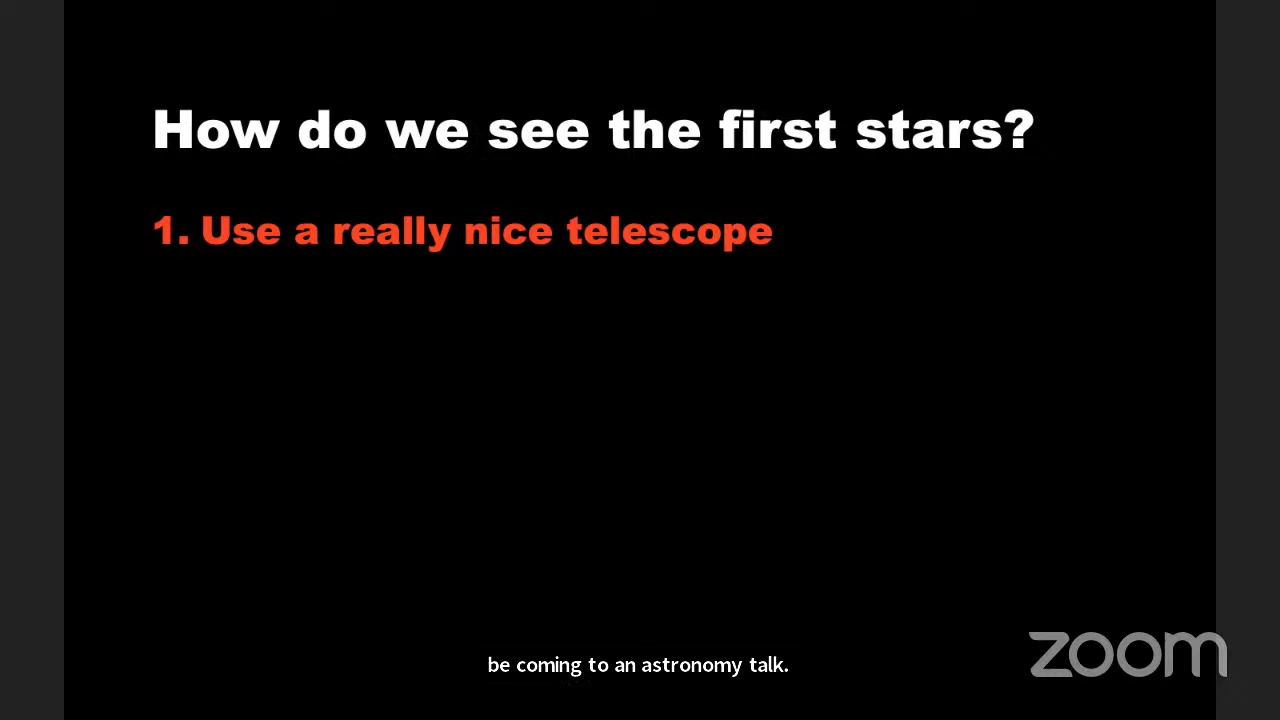 How do we see the first stars?
1. Use a really nice telescope
be coming to an astronomy talk.
zoom